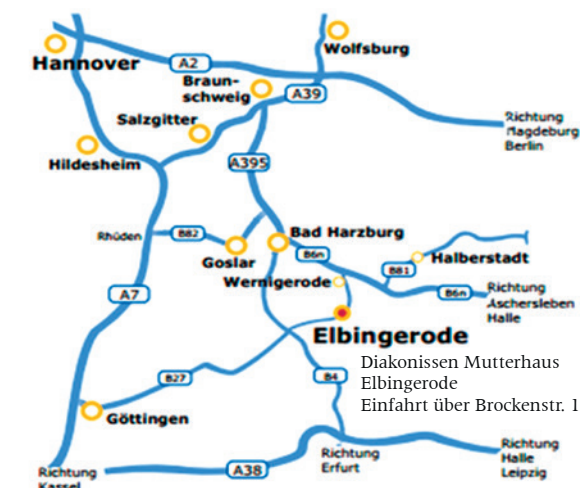 Wolfsburg
Hannover
A2
Braun-
schweig
A39
Salzgitter
Richtung
Magdeburg
Berlin
Hildesheim
A395
Rhüden
B82
Bad Harzburg
Goslar
B6n
Halberstadt
B81
Wernigerode
A7
B6n
Richtung
Aschersleben
Halle
Elbingerode
Diakonissen Mutterhaus
Elbingerode
Einfahrt über Brockenstr. 1
B27
B4
Göttingen
Richtung
Kassel
A38
Richtung
Erfurt
Richtung
Halle
Leipzig